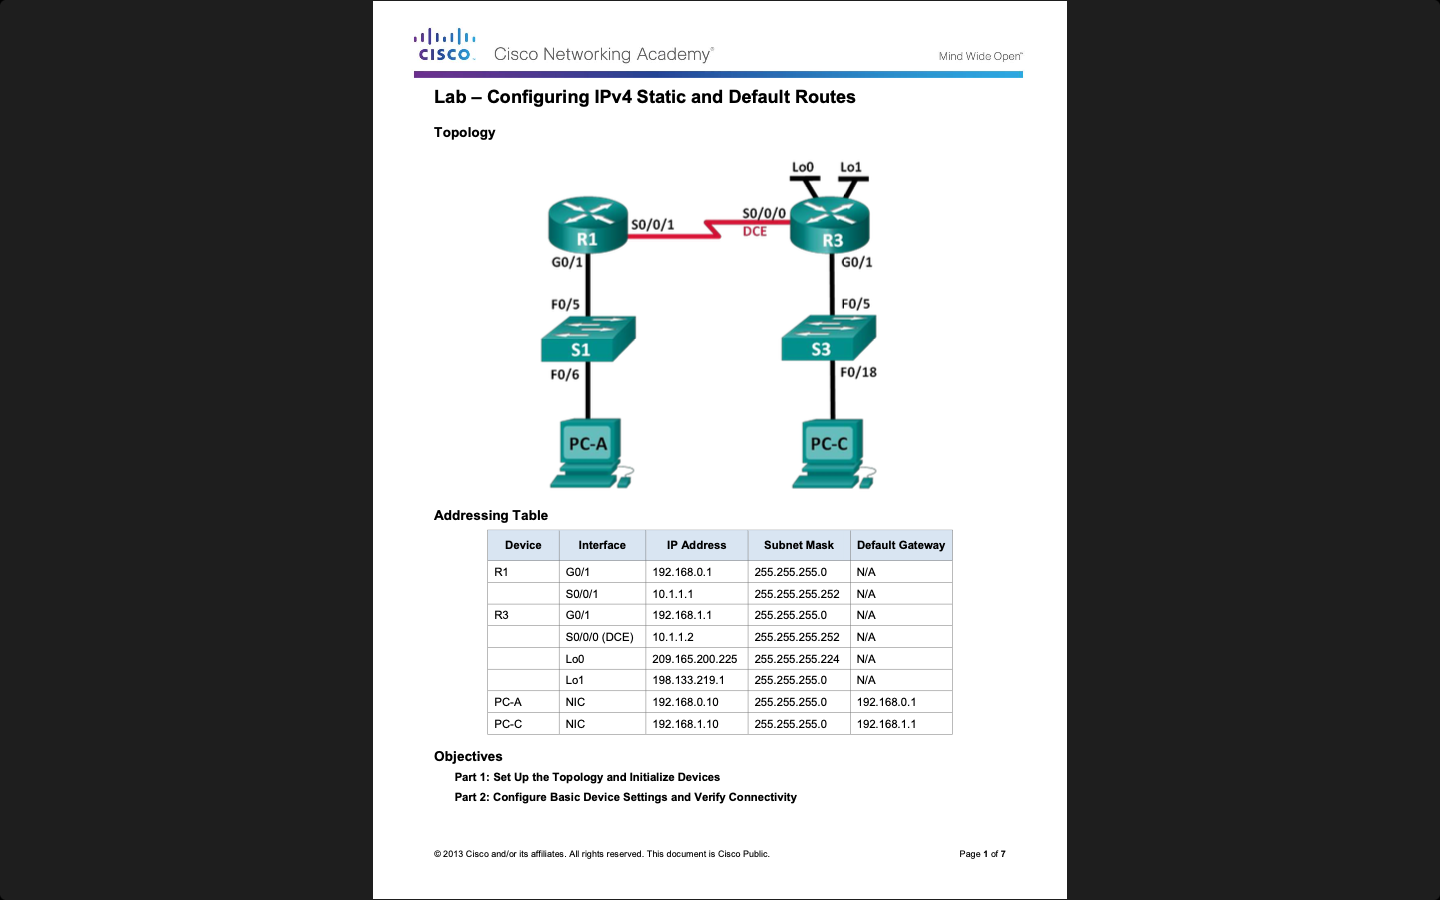 CISCO Cisco Networking Academy® Mind Wide Open™
Lab – Configuring IPv4 Static and Default Routes
Topology
Lo0 Lo1
S0/0/1 S0/0/0
DCE
R1 R3
G0/1 G0/1
F0/5 F0/5
S1 S3
F0/6 F0/18
PC-A PC-C
Addressing Table
Device Interface IP Address Subnet Mask Default Gateway
R1 G0/1 192.168.0.1 255.255.255.0 N/A
S0/0/1 10.1.1.1 255.255.255.252 N/A
R3 G0/1 192.168.1.1 255.255.255.0 N/A
S0/0/0 (DCE) 10.1.1.2 255.255.255.252 N/A
Lo0 209.165.200.225 255.255.255.224 N/A
Lo1 198.133.219.1 255.255.255.0 N/A
PC-A NIC 192.168.0.10 255.255.255.0 192.168.0.1
PC-C NIC 192.168.1.10 255.255.255.0 192.168.1.1
Objectives
Part 1: Set Up the Topology and Initialize Devices
Part 2: Configure Basic Device Settings and Verify Connectivity
© 2013 Cisco and/or its affiliates. All rights reserved. This document is Cisco Public. Page 1 of 7